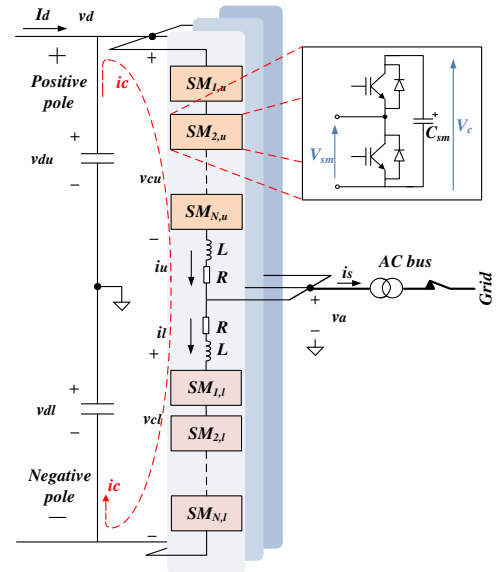 Id vd
+
Positive pole
ic
+
vdu
−
+
vcu
−
SM1,u
SM2,u
SMN,u
L
R
iu
il
R
L
+
vcl
−
SM1,l
SM2,l
SMN,l
+
vdl
−
Negative pole
−
ic
Vsm
+
Csm
Vc
is
AC bus
Grid
+
va
−